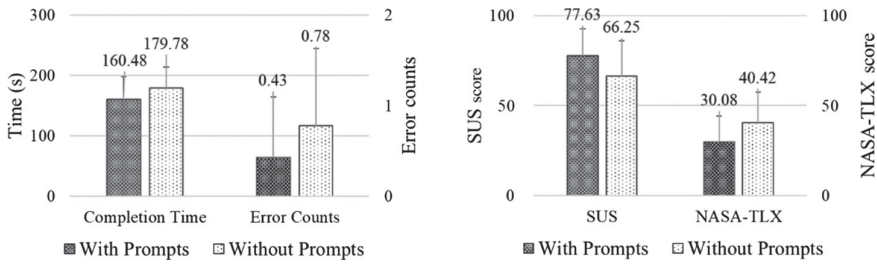 300
200
100
0
Time (s)
160.48
179.78
0.43
0.78
2
1
0
Error counts
Completion Time
Error Counts
With Prompts
Without Prompts
100
50
0
SUS score
77.63
66.25
30.08
40.42
100
50
0
NASA-TLX score
SUS
NASA-TLX
With Prompts
Without Prompts